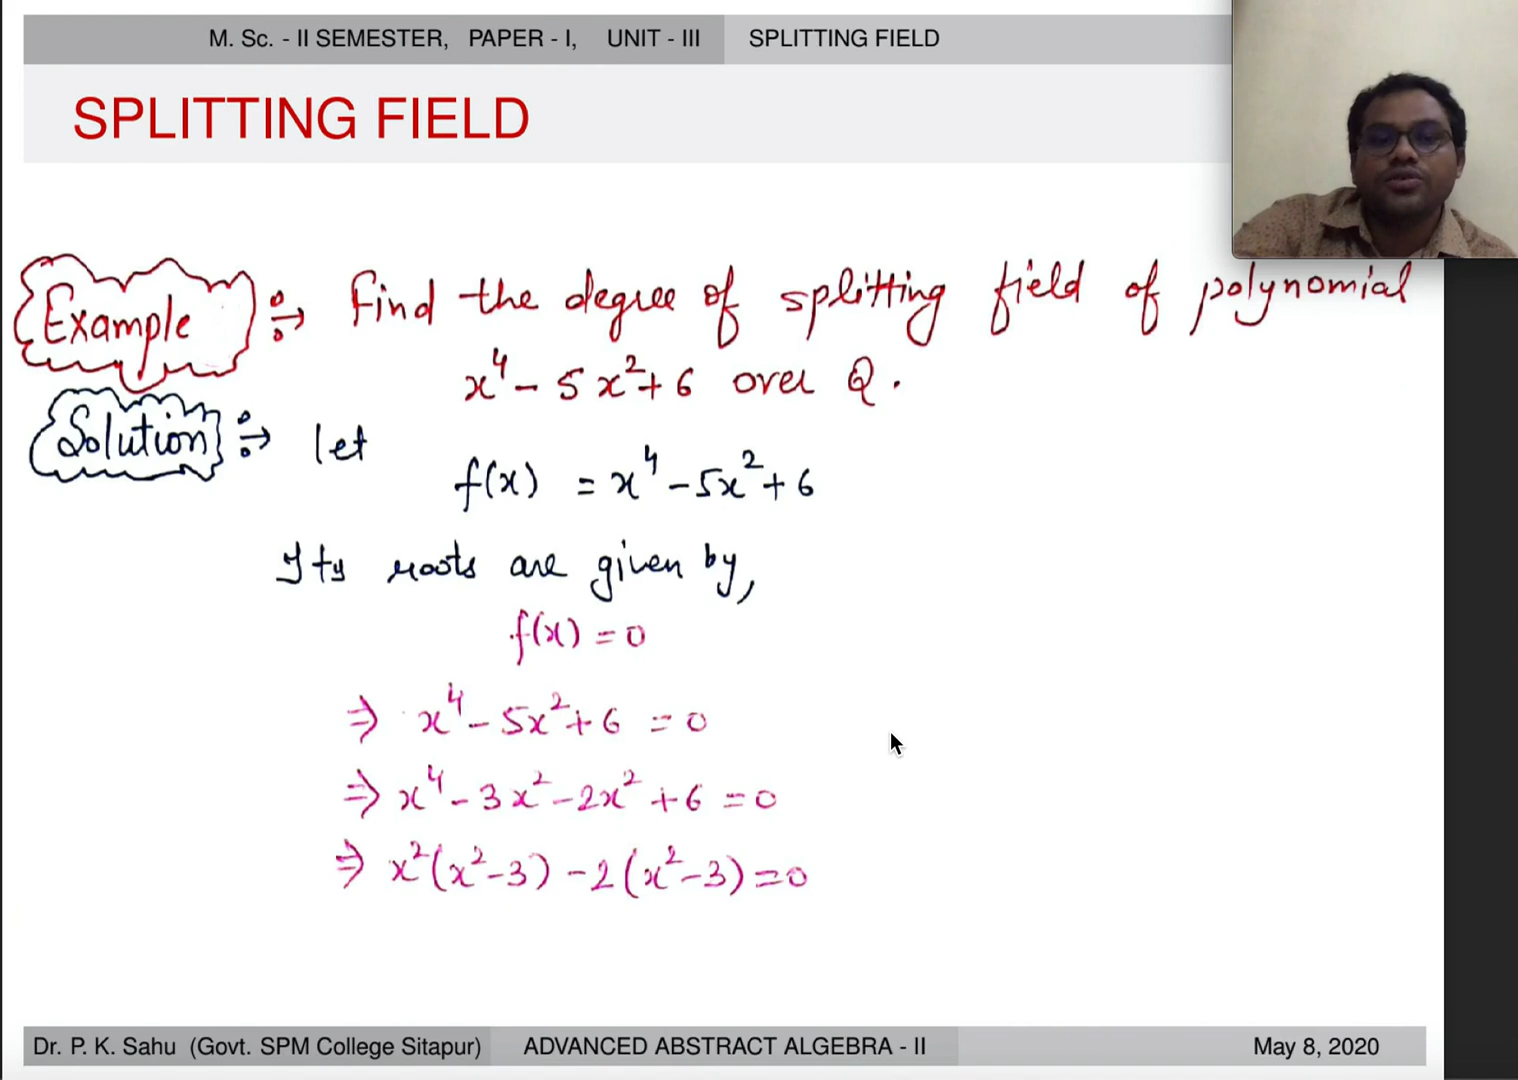 M. Sc. - II SEMESTER, PAPER - I, UNIT - III SPLITTING FIELD
SPLITTING FIELD
Example :→ Find the degree of splitting field of polynomial
x⁴ - 5x² + 6 over Q.
Solution :→ let
f(x) = x⁴ - 5x² + 6
Its roots are given by,
f(x) = 0
⇒ x⁴ - 5x² + 6 = 0
⇒ x⁴ - 3x² - 2x² + 6 = 0
⇒ x²(x² - 3) - 2(x² - 3) = 0
Dr. P. K. Sahu (Govt. SPM College Sitapur) ADVANCED ABSTRACT ALGEBRA - II May 8, 2020